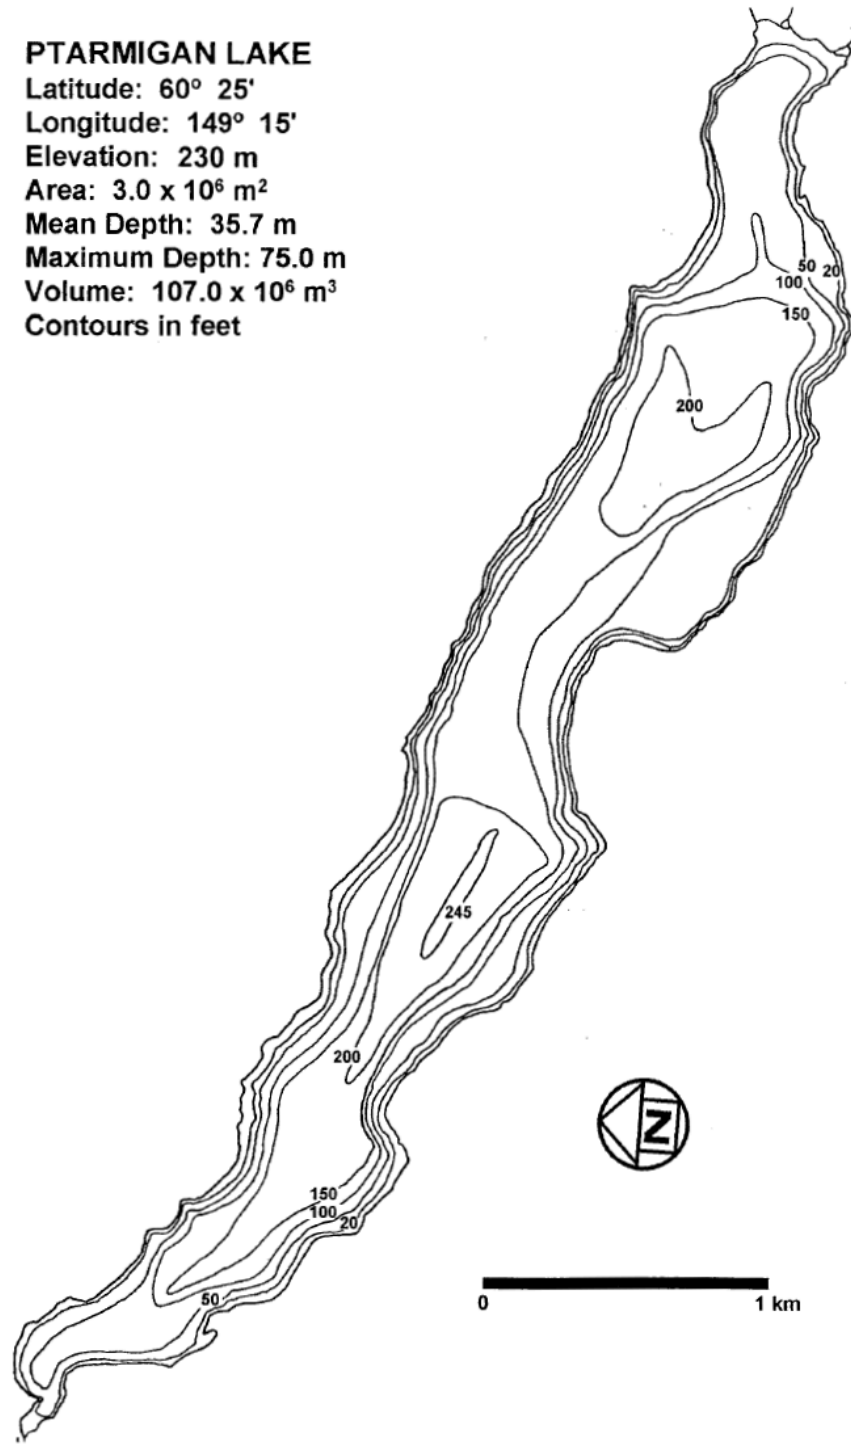 PTARMIGAN LAKE
Latitude: 60° 25'
Longitude: 149° 15'
Elevation: 230 m
Area: 3.0 x 10⁶ m²
Mean Depth: 35.7 m
Maximum Depth: 75.0 m
Volume: 107.0 x 10⁶ m³
Contours in feet
50 20
100
150
200
245
200
150
100
20
50
N
0 1 km